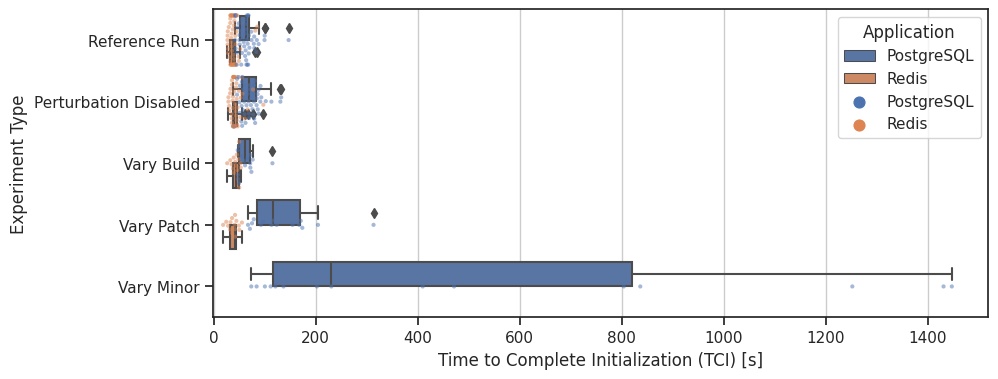 Application
PostgreSQL
Redis
PostgreSQL
Redis
Experiment Type
Reference Run
Perturbation Disabled
Vary Build
Vary Patch
Vary Minor
0 200 400 600 800 1000 1200 1400
Time to Complete Initialization (TCI) [s]